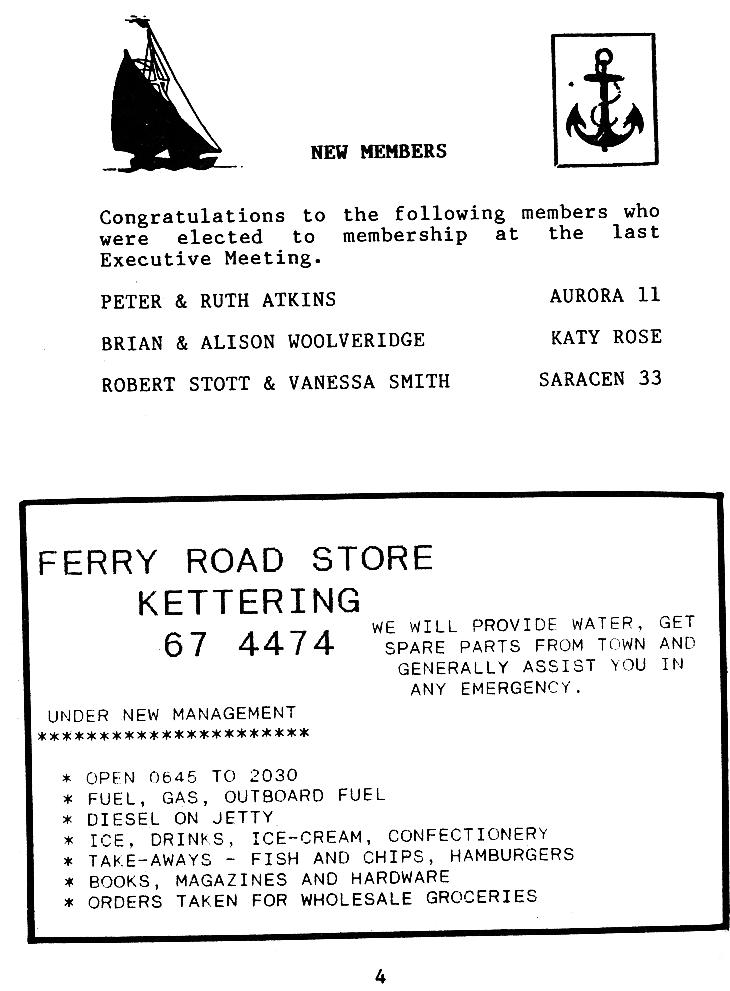 NEW MEMBERS
Congratulations to the following members who
were elected to membership at the last
Executive Meeting.
PETER & RUTH ATKINS AURORA 11
BRIAN & ALISON WOOLVERIDGE KATY ROSE
ROBERT STOTT & VANESSA SMITH SARACEN 33
FERRY ROAD STORE
KETTERING
67 4474
WE WILL PROVIDE WATER, GET
SPARE PARTS FROM TOWN AND
GENERALLY ASSIST YOU IN
ANY EMERGENCY.
UNDER NEW MANAGEMENT
**********************
* OPEN 0645 TO 2030
* FUEL, GAS, OUTBOARD FUEL
* DIESEL ON JETTY
* ICE, DRINKS, ICE-CREAM, CONFECTIONERY
* TAKE-AWAYS - FISH AND CHIPS, HAMBURGERS
* BOOKS, MAGAZINES AND HARDWARE
* ORDERS TAKEN FOR WHOLESALE GROCERIES
4